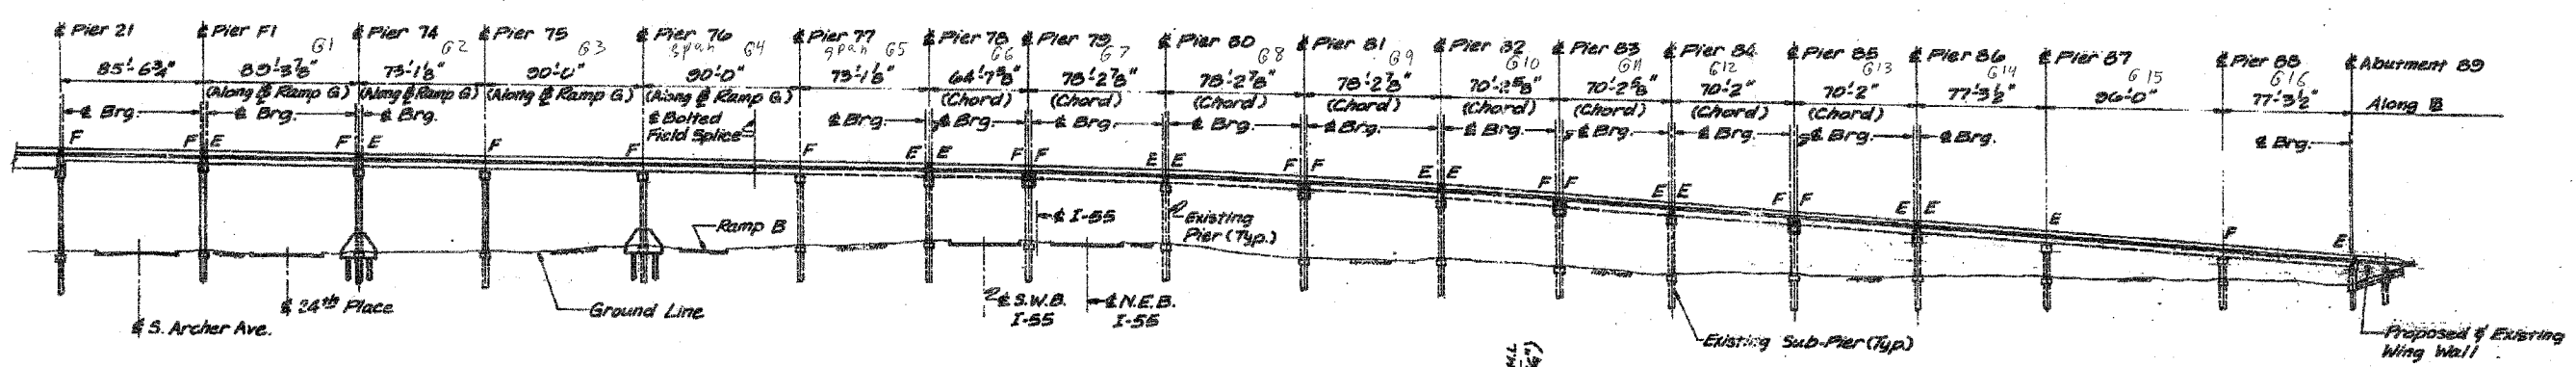 ℄ Pier 21
℄ Pier F1
G1
℄ Pier 74
G2
℄ Pier 75
G3
℄ Pier 76
span
G4
℄ Pier 77
span
G5
℄ Pier 78
G6
℄ Pier 79
G7
℄ Pier 80
G8
℄ Pier 81
G9
℄ Pier 82
G10
℄ Pier 83
G11
℄ Pier 84
G12
℄ Pier 85
G13
℄ Pier 86
G14
℄ Pier 87
G15
℄ Pier 88
G16
℄ Abutment 89
85'-6¾"
89'-3⅞"
73'-1⅛"
90'-0"
90'-0"
73'-1⅛"
64'-7⅝"
78'-2⅞"
78'-2⅞"
78'-2⅞"
70'-2⅝"
70'-2⅝"
70'-2"
70'-2"
77'-3½"
96'-0"
77'-3½"
(Along ℄ Ramp G)
(Along ℄ Ramp G)
(Along ℄ Ramp G)
(Along ℄ Ramp G)
(Chord)
(Chord)
(Chord)
(Chord)
(Chord)
(Chord)
(Chord)
(Chord)
Along ℄
℄ Brg.
℄ Brg.
℄ Brg.
℄ Bolted
Field Splice
℄ Brg.
℄ Brg.
℄ Brg.
℄ Brg.
℄ Brg.
℄ Brg.
℄ Brg.
℄ Brg.
℄ Brg.
℄ Brg.
℄ Brg.
F
F E
F E
F
F
F
E E
F F
E E
F F
E E
F F
E E
F F
E E
E
F
E
Ramp B
℄ I-55
Existing
Pier (Typ.)
℄ 24th Place
℄ S. Archer Ave.
Ground Line
℄ S.W.B.
I-55
℄ N.E.B.
I-55
Existing Sub-Pier (Typ.)
Proposed & Existing
Wing Wall